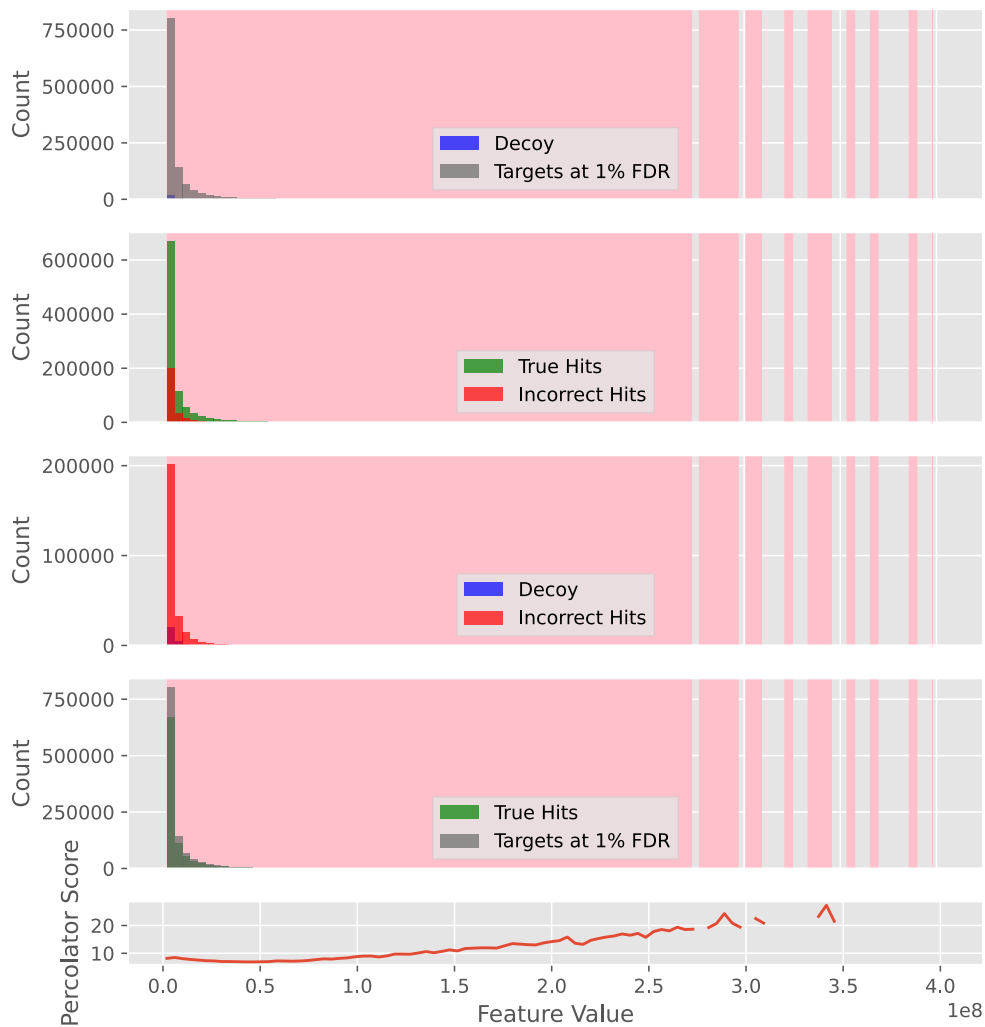 750000
500000
250000
0
Count
Decoy
Targets at 1% FDR
600000
400000
200000
0
Count
True Hits
Incorrect Hits
200000
100000
0
Count
Decoy
Incorrect Hits
750000
500000
250000
0
Count
True Hits
Targets at 1% FDR
20
10
Percolator Score
0.0 0.5 1.0 1.5 2.0 2.5 3.0 3.5 4.0
1e8
Feature Value